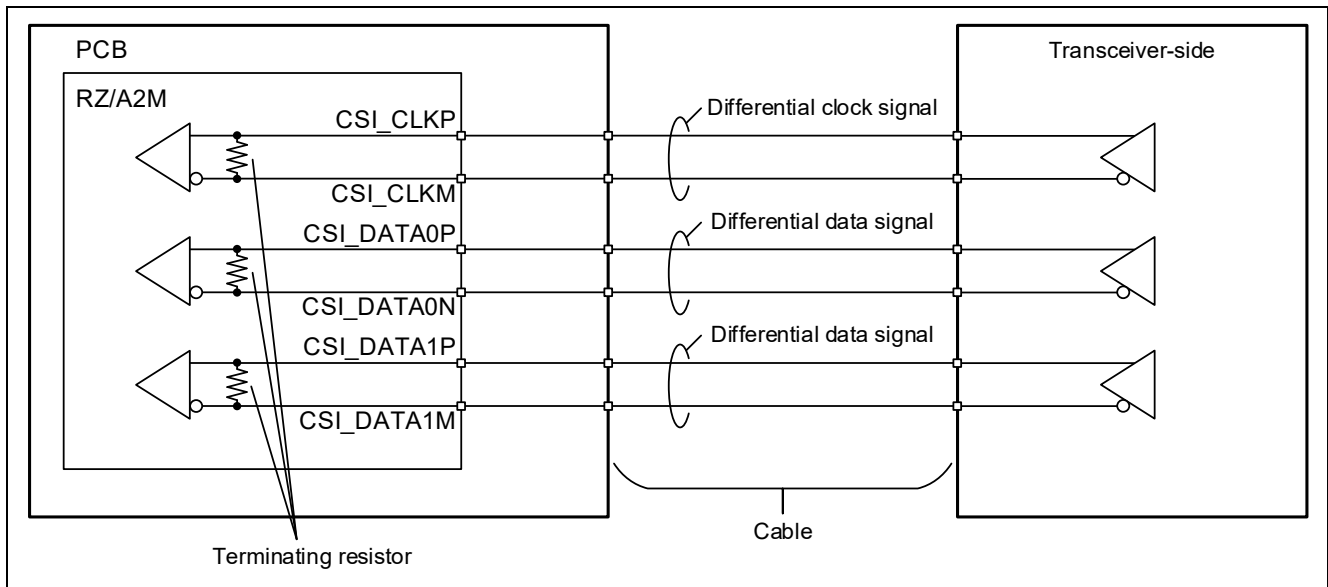 PCB
Transceiver-side
RZ/A2M
CSI_CLKP
Differential clock signal
CSI_CLKM
CSI_DATA0P
Differential data signal
CSI_DATA0N
CSI_DATA1P
Differential data signal
CSI_DATA1M
Cable
Terminating resistor